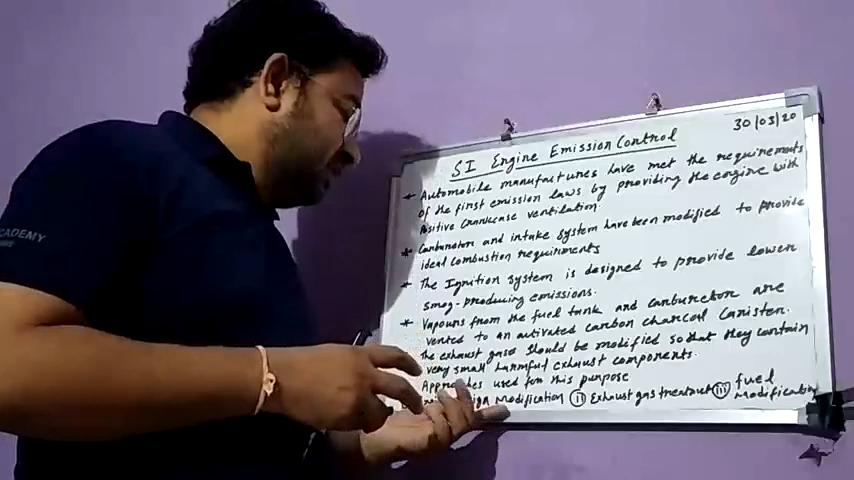 30/03/20
SI Engine Emission Control
* Automobile manufactures have met the requirements
of the first emission laws by providing the engine with
Positive Crankcase ventilation.
* Carburetor and intake system have been modified to provide
ideal Combustion requirements
* The Ignition System is designed to provide lower
smog-producing emissions.
* Vapours from the fuel tank and carburetor are
vented to an activated carbon charcoal Canister.
The exhaust gases should be modified so that they contain
very small harmful exhaust components.
Approaches used for this purpose
modification (ii) Exhaust gas treatment (iii) fuel
modification
ACADEMY